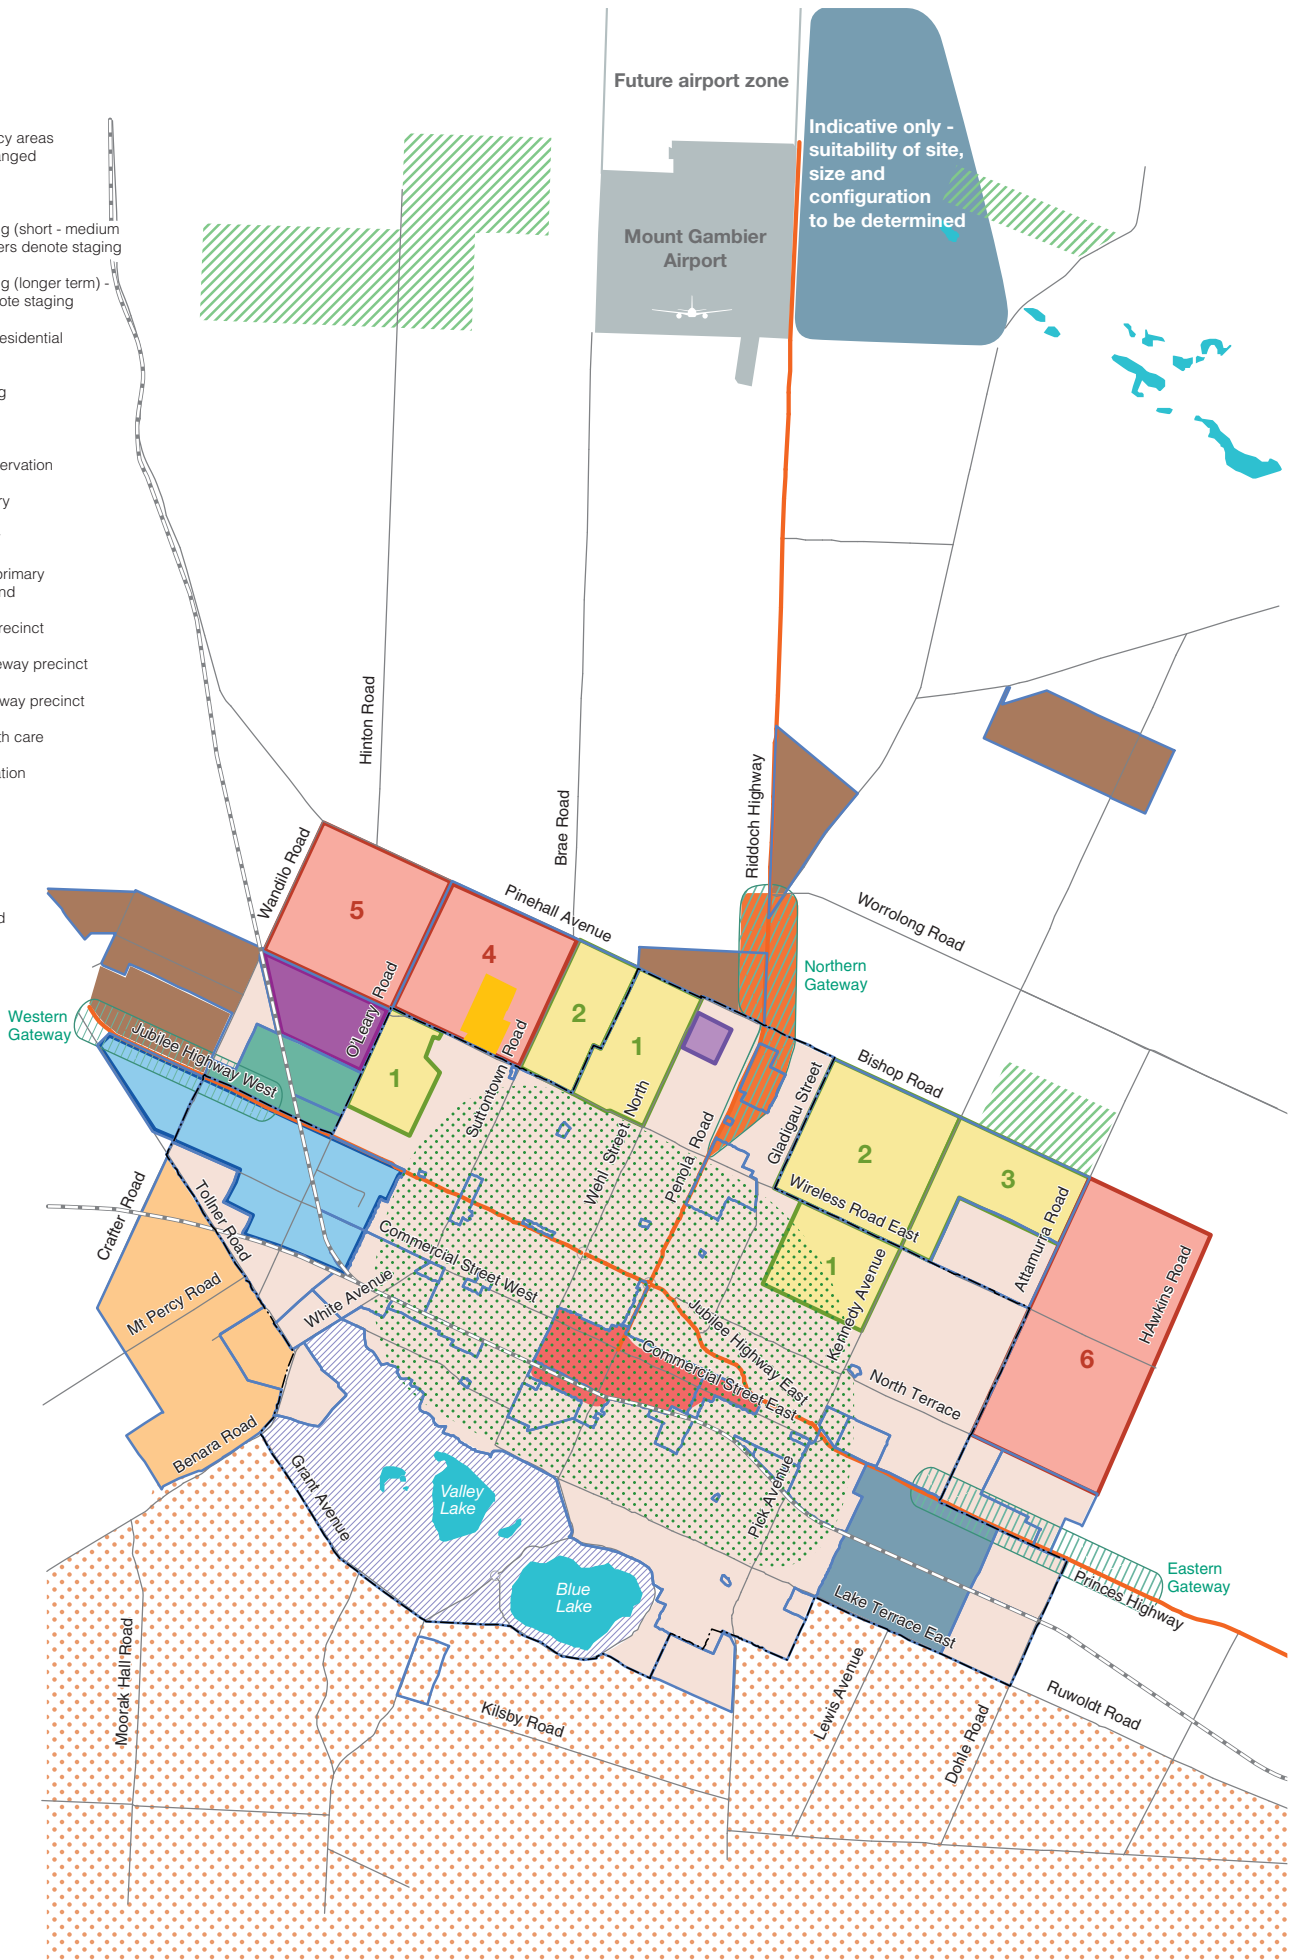 Future airport zone
Indicative only -
suitability of site,
size and
configuration
to be determined
Mount Gambier
Airport
cy areas
anged
g (short - medium
ers denote staging
g (longer term) -
ote staging
esidential
g
ervation
ry
primary
nd
recinct
eway precinct
way precinct
th care
ation
d
Hinton Road
Brae Road
Riddoch Highway
Wandilo Road
Pinehall Avenue
Worrolong Road
5
4
2
1
O'Leary Road
Northern
Gateway
Western
Gateway
Jubilee Highway West
1
Suttontown Road
Wehl Street North
Penola Road
Gladigau Street
Bishop Road
2
3
Wireless Road East
1
Attamurra Road
HAwkins Road
6
Crafter Road
Tollner Road
Mt Percy Road
White Avenue
Commercial Street West
Jubilee Highway East
Commercial Street East
Kennedy Avenue
North Terrace
Benara Road
Grant Avenue
Valley
Lake
Blue
Lake
Pick Avenue
Eastern
Gateway
Princes Highway
Lake Terrace East
Moorak Hall Road
Kilsby Road
Lewis Avenue
Dohle Road
Ruwoldt Road